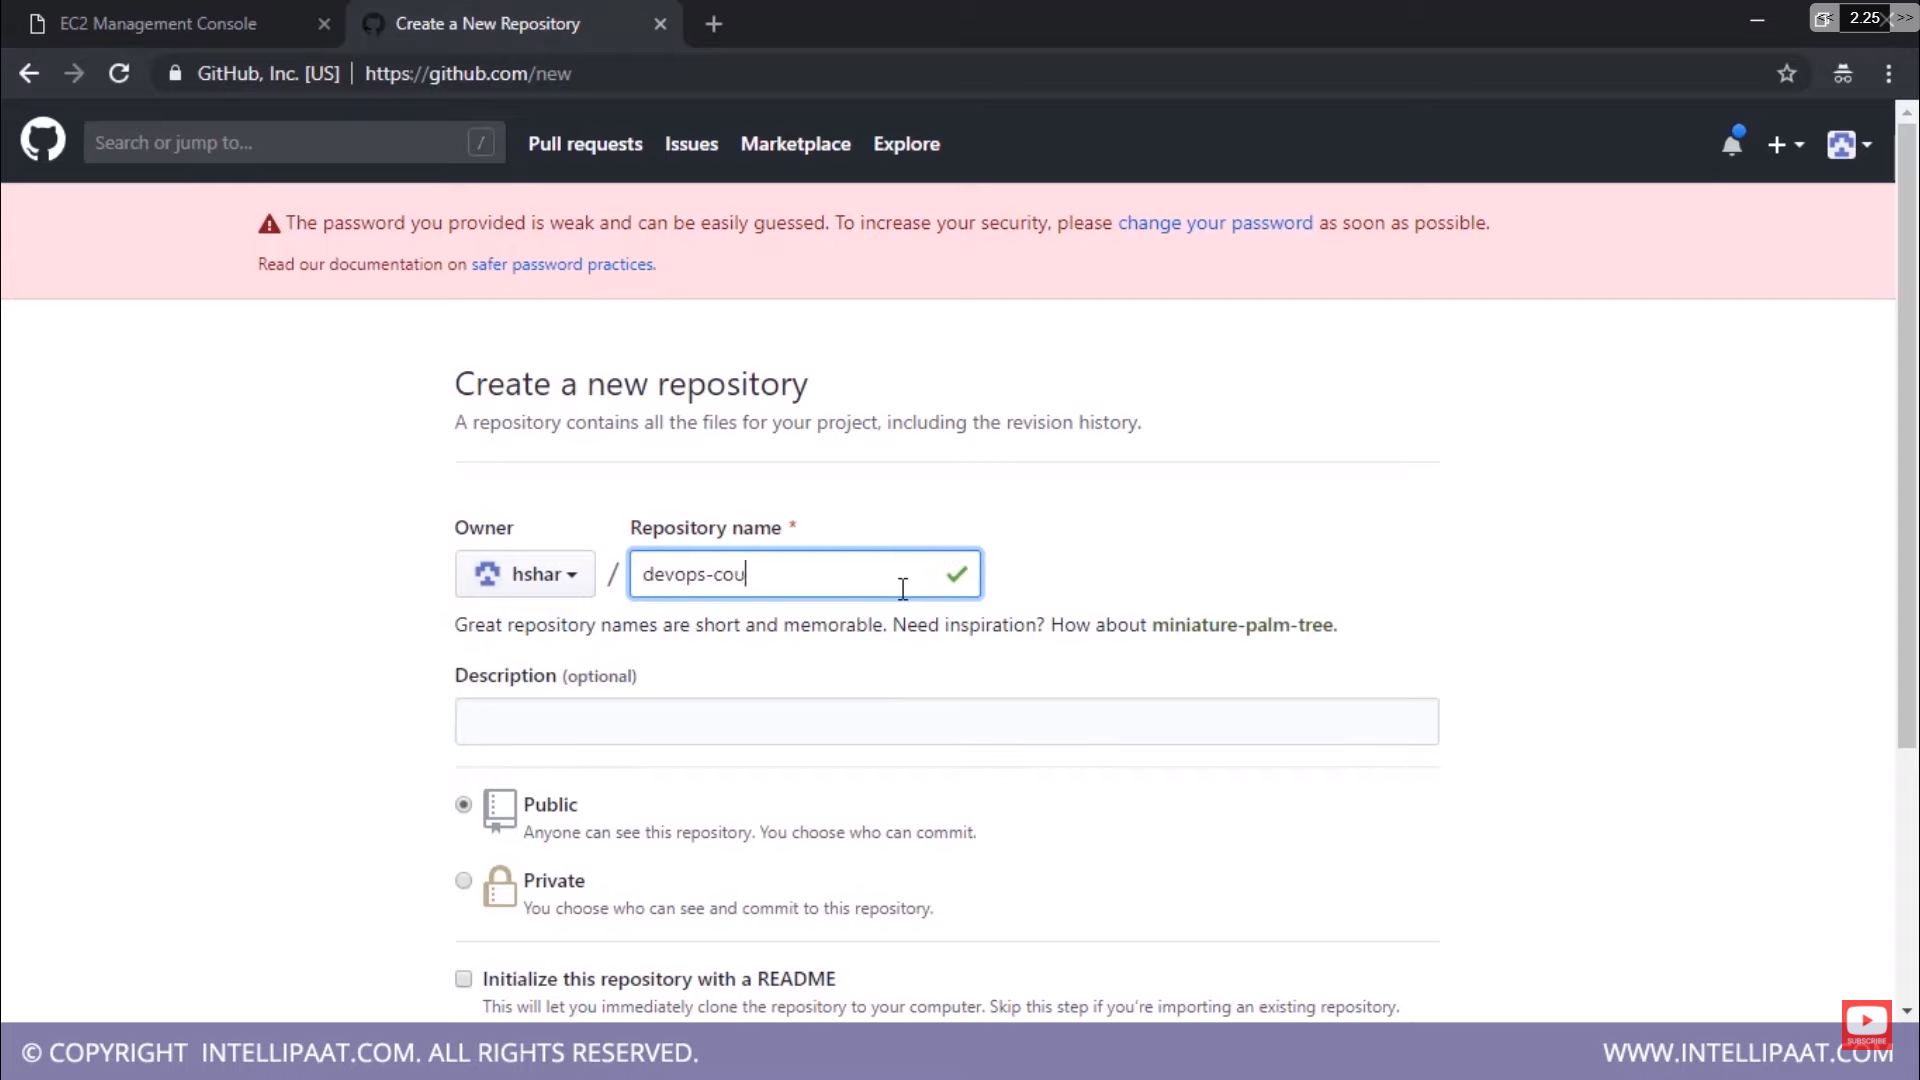 EC2 Management Console
Create a New Repository
2.25
GitHub, Inc. [US] https://github.com/new
Search or jump to... /
Pull requests Issues Marketplace Explore
The password you provided is weak and can be easily guessed. To increase your security, please change your password as soon as possible.
Read our documentation on safer password practices.
Create a new repository
A repository contains all the files for your project, including the revision history.
Owner Repository name *
hshar / devops-cou
Great repository names are short and memorable. Need inspiration? How about miniature-palm-tree.
Description (optional)
Public
Anyone can see this repository. You choose who can commit.
Private
You choose who can see and commit to this repository.
Initialize this repository with a README
This will let you immediately clone the repository to your computer. Skip this step if you're importing an existing repository.
SUBSCRIBE
© COPYRIGHT INTELLIPAAT.COM. ALL RIGHTS RESERVED. WWW.INTELLIPAAT.COM